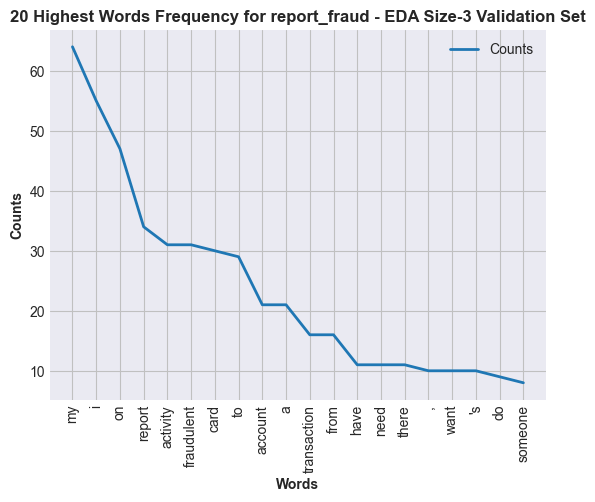 20 Highest Words Frequency for report_fraud - EDA Size-3 Validation Set
Counts
60
50
40
30
20
10
Counts
my
i
on
report
activity
fraudulent
card
to
account
a
transaction
from
have
need
there
,
want
's
do
someone
Words